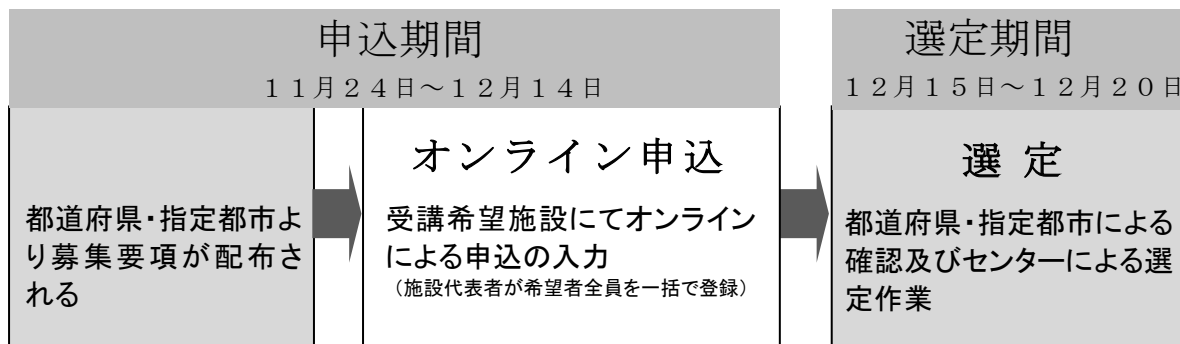 申込期間
１１月２４日～１２月１４日
選定期間
１２月１５日～１２月２０日
都道府県・指定都市よ
り募集要項が配布さ
れる
オンライン申込
受講希望施設にてオンライン
による申込の入力
（施設代表者が希望者全員を一括で登録）
選 定
都道府県・指定都市による
確認及びセンターによる選
定作業